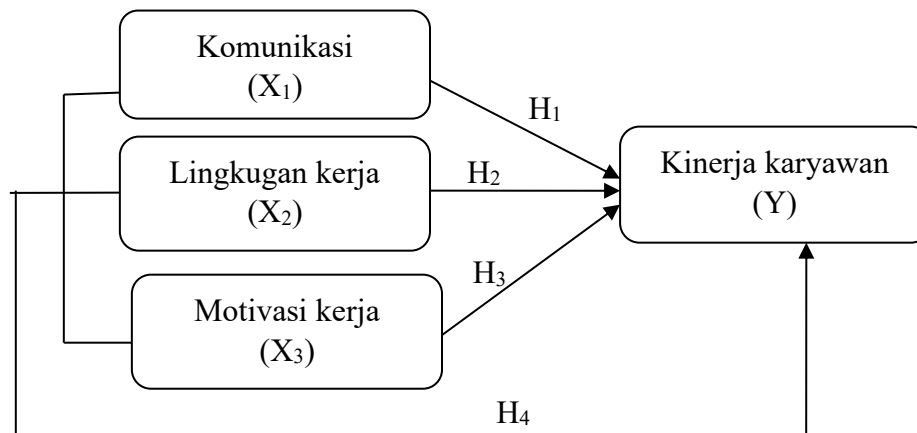 Komunikasi
(X₁)
H₁
Lingkugan kerja
(X₂)
H₂
Kinerja karyawan
(Y)
Motivasi kerja
(X₃)
H₃
H₄